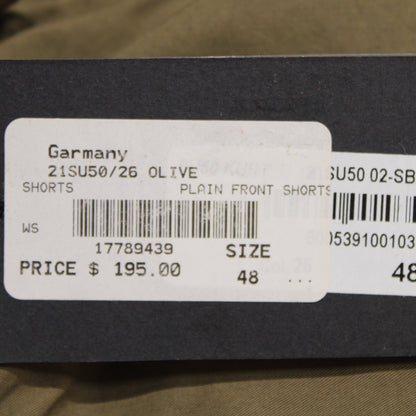 Garmany
21SU50/26 OLIVE
SHORTS PLAIN FRONT SHORTS
WS
17789439 SIZE
PRICE $ 195.00 48 ...
SU50 02-SB
0539100103
48